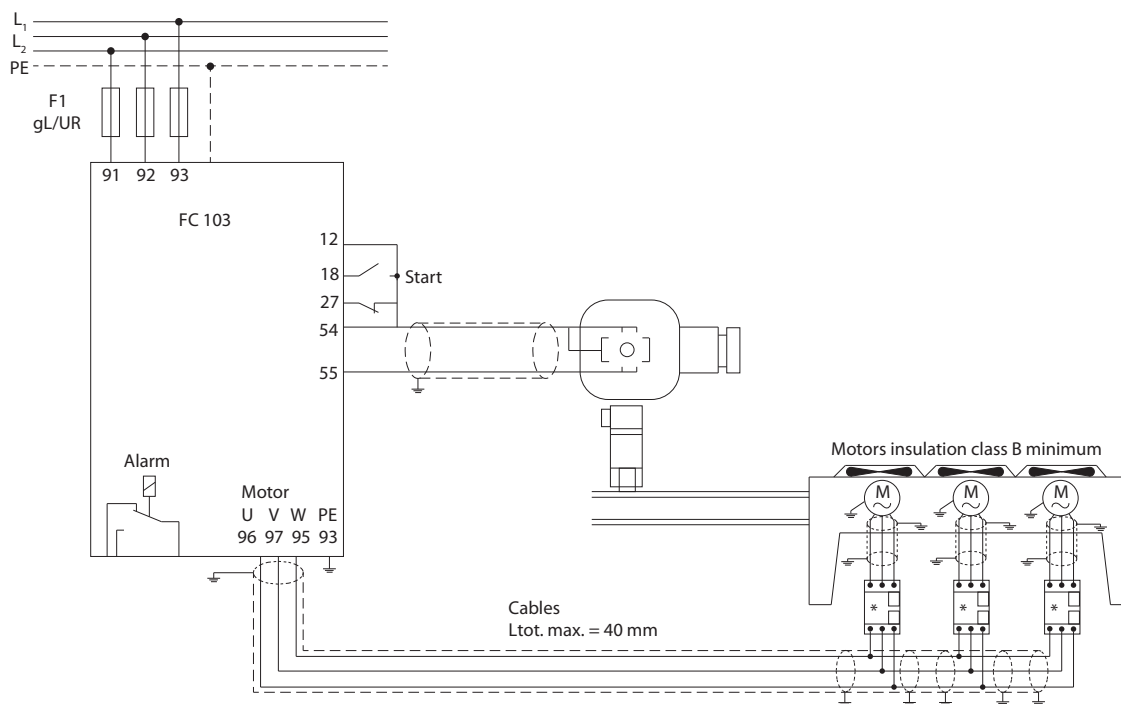 L1
L2
L2
PE
F1
gL/UR
91 92 93
FC 103
12
18 Start
27
54
55
Alarm
Motor
U V W PE
96 97 95 93
Motors insulation class B minimum
M M M
* * *
Cables
Ltot. max. = 40 mm